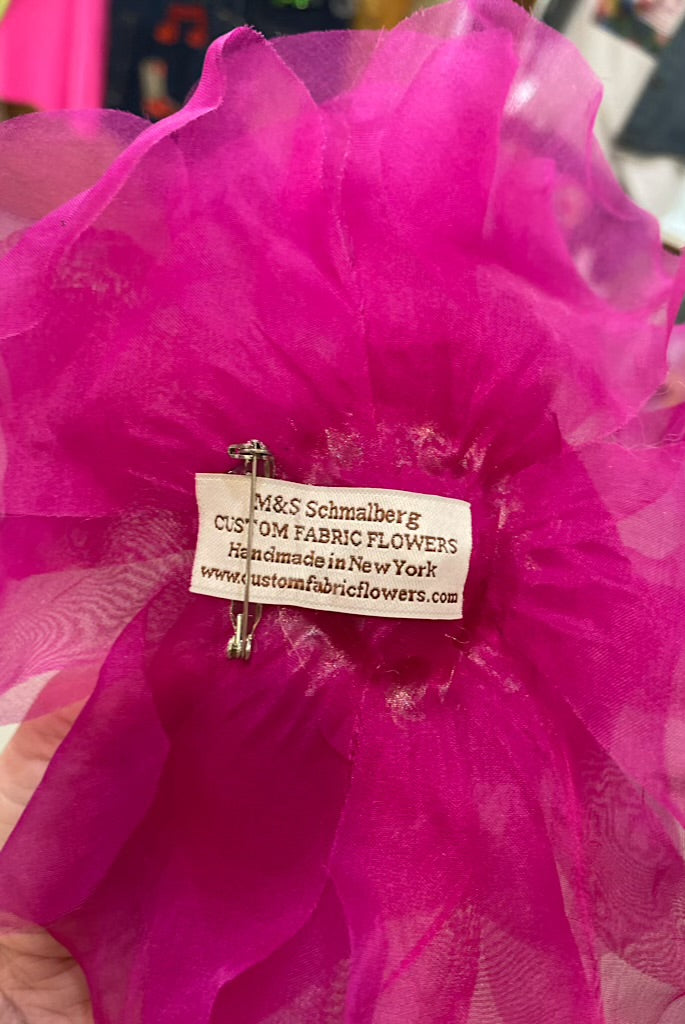 M&S Schmalberg
CUSTOM FABRIC FLOWERS
Handmade in New York
www.customfabricflowers.com